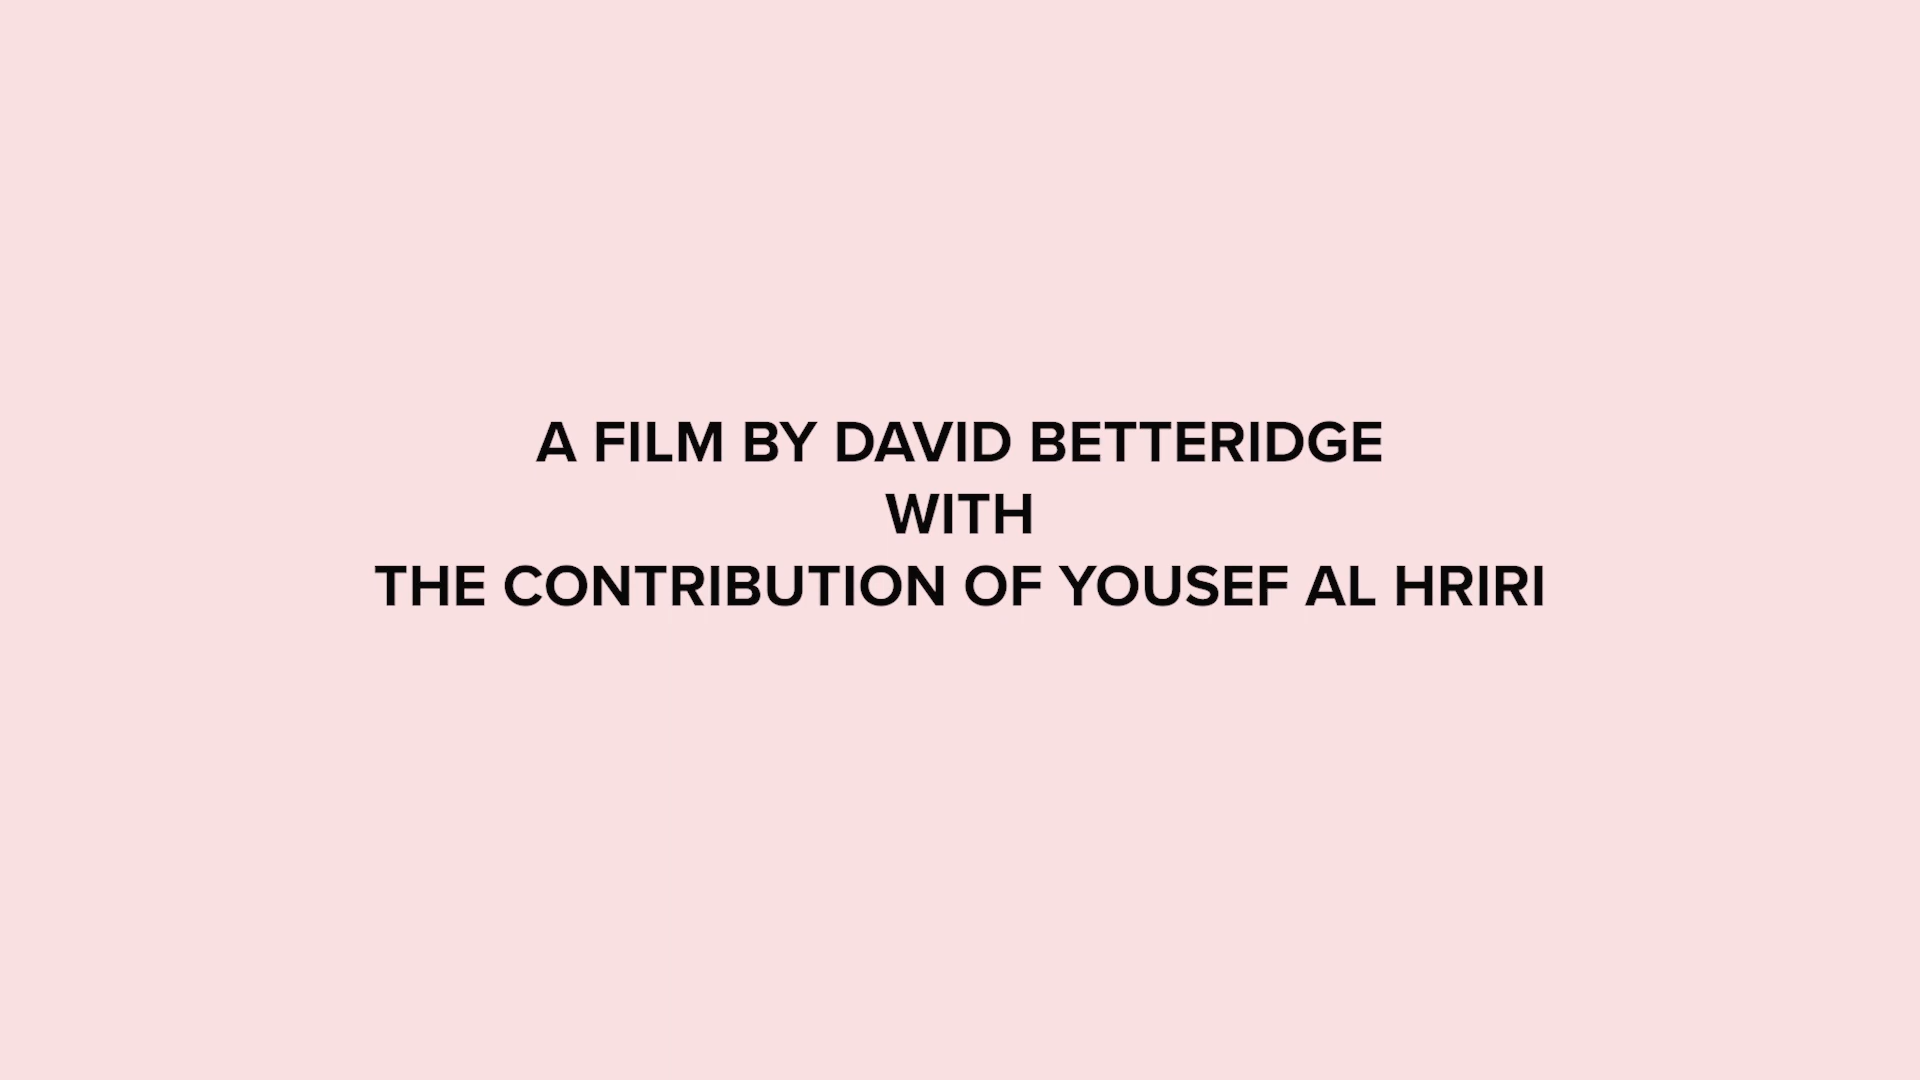 A FILM BY DAVID BETTERIDGE
WITH
THE CONTRIBUTION OF YOUSEF AL HRIRI